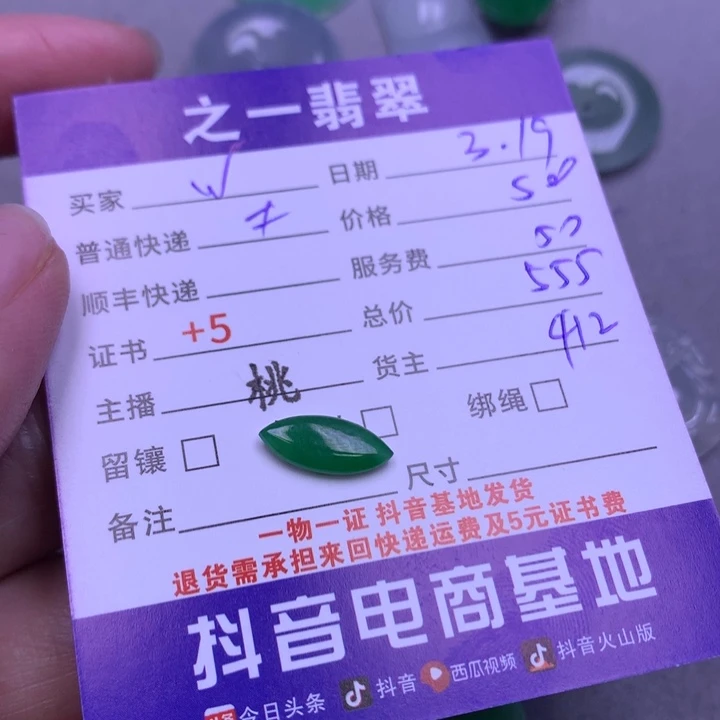 之一翡翠
买家 日期 3.19
普通快递 价格 500
顺丰快递 服务费 50
证书 +5 总价 555
主播 桃 货主 412
留镶 绑绳
备注 尺寸
一物一证 抖音基地发货
退货需承担来回快递运费及5元证书费
抖音电商基地
今日头条 抖音 西瓜视频 抖音火山版